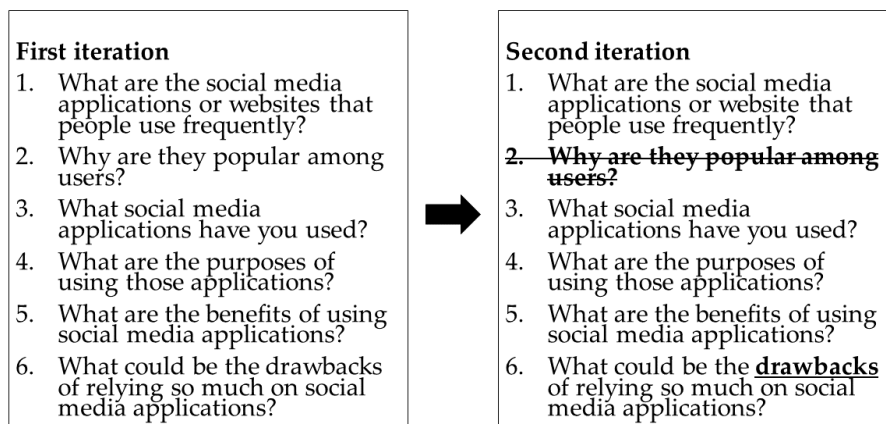 First iteration
1. What are the social media
applications or websites that
people use frequently?
2. Why are they popular among
users?
3. What social media
applications have you used?
4. What are the purposes of
using those applications?
5. What are the benefits of using
social media applications?
6. What could be the drawbacks
of relying so much on social
media applications?
Second iteration
1. What are the social media
applications or website that
people use frequently?
2. Why are they popular among
users?
3. What social media
applications have you used?
4. What are the purposes of
using those applications?
5. What are the benefits of using
social media applications?
6. What could be the drawbacks
of relying so much on social
media applications?